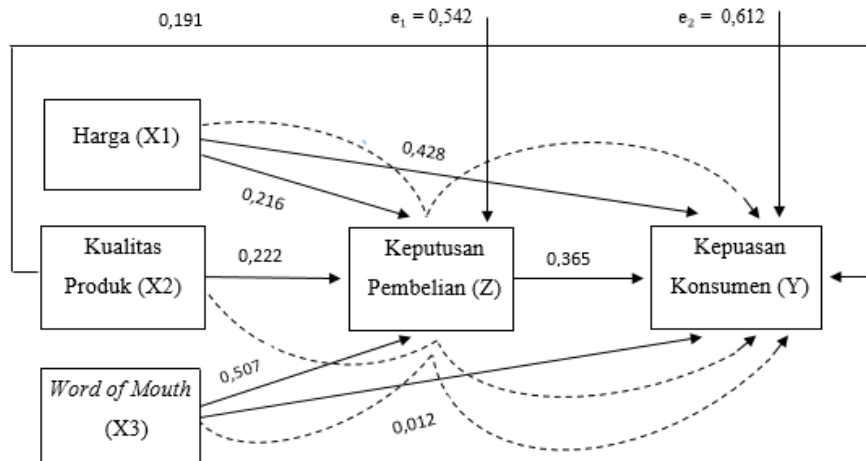 0,191
e₁ = 0,542
e₂ = 0,612
Harga (X1)
0,428
0,216
Kualitas
Produk (X2)
0,222
Keputusan
Pembelian (Z)
0,365
Kepuasan
Konsumen (Y)
0,507
Word of Mouth
(X3)
0,012